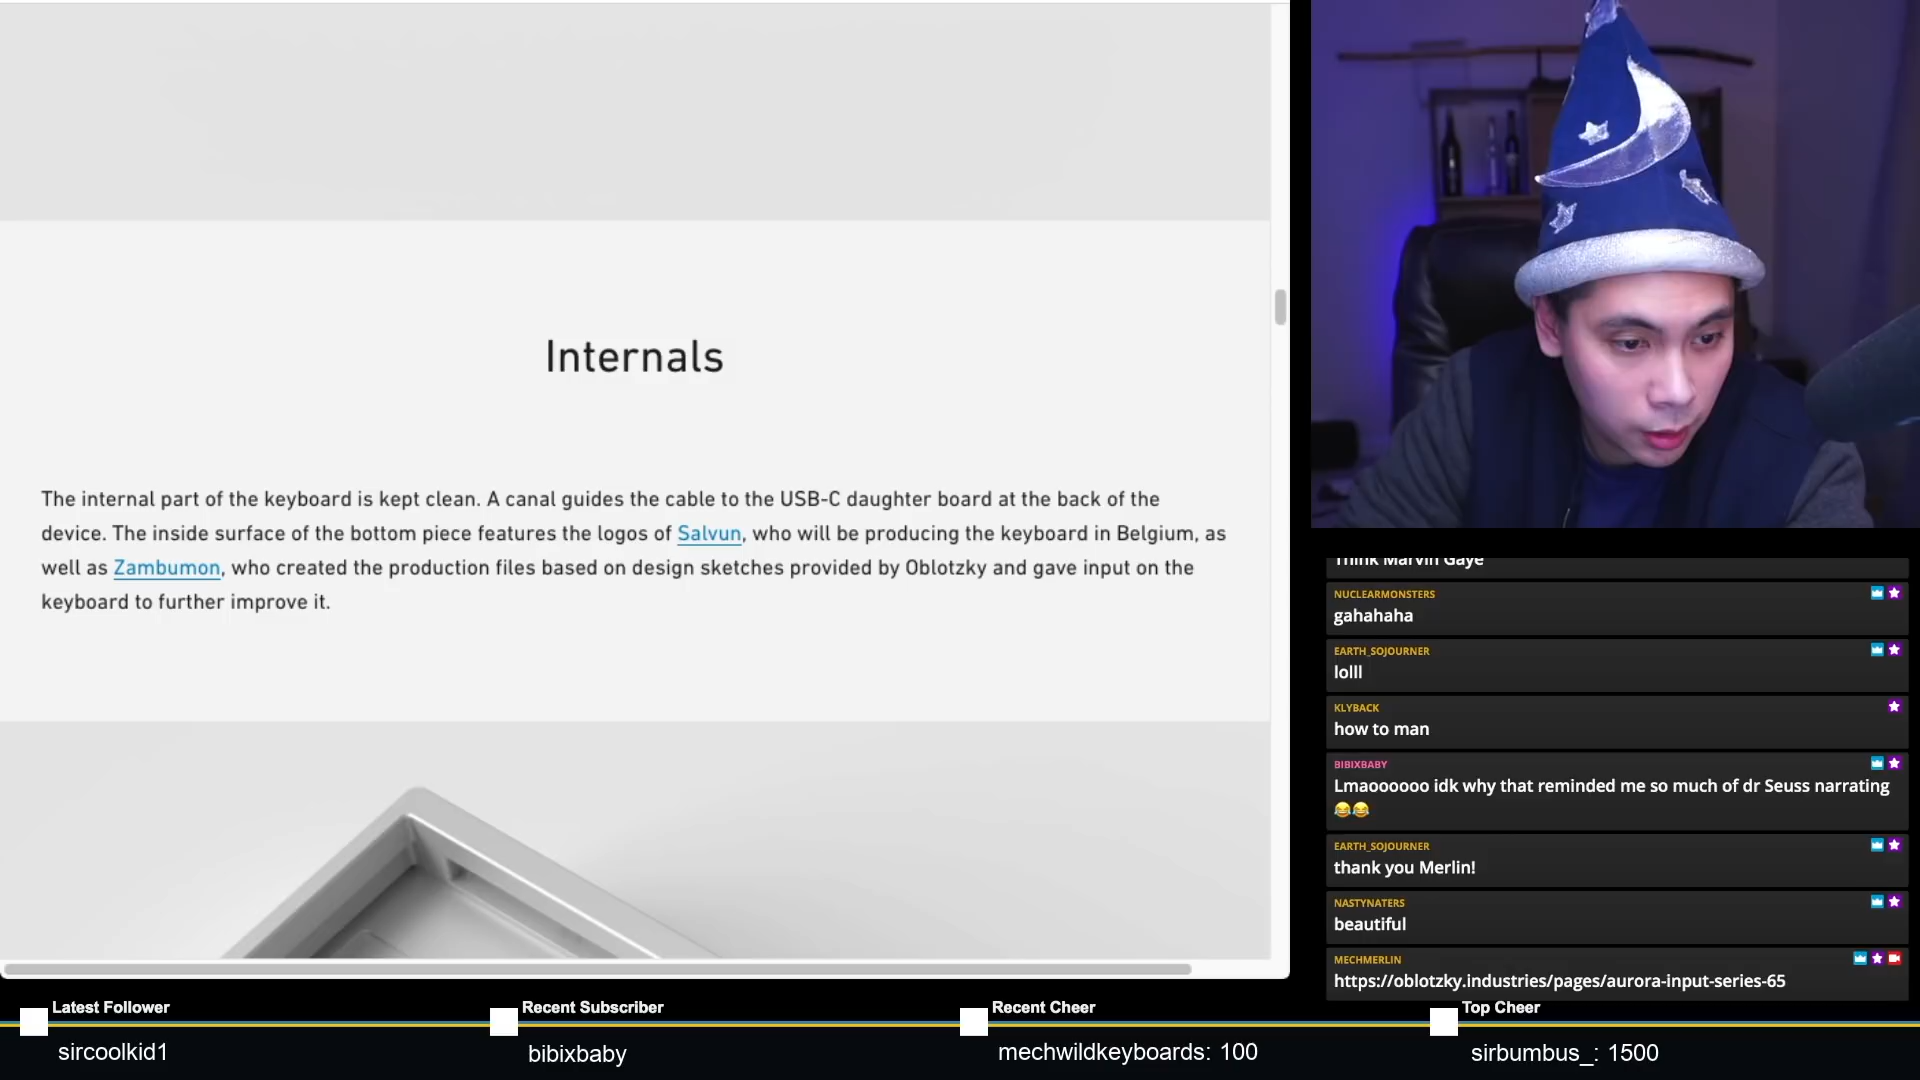 Internals
The internal part of the keyboard is kept clean. A canal guides the cable to the USB-C daughter board at the back of the
device. The inside surface of the bottom piece features the logos of Salvun, who will be producing the keyboard in Belgium, as
well as Zambumon, who created the production files based on design sketches provided by Oblotzky and gave input on the
keyboard to further improve it.
Think Marvin Gaye
NUCLEARMONSTERS
gahahaha
EARTH_SOJOURNER
lolll
KLYBACK
how to man
BIBIXBABY
Lmaoooooo idk why that reminded me so much of dr Seuss narrating
😂😂
EARTH_SOJOURNER
thank you Merlin!
NASTYNATERS
beautiful
MECHMERLIN
https://oblotzky.industries/pages/aurora-input-series-65
Latest Follower
sircoolkid1
Recent Subscriber
bibixbaby
Recent Cheer
mechwildkeyboards: 100
Top Cheer
sirbumbus_: 1500